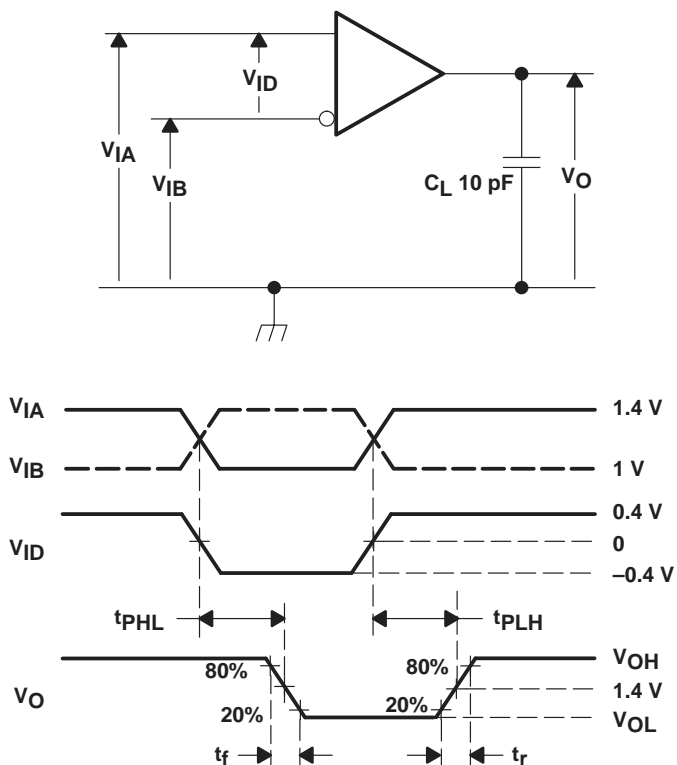 VID
VIA
VIB
CL 10 pF
VO
VIA
1.4 V
VIB
1 V
0.4 V
VID
0
–0.4 V
tPHL
tPLH
80%
80%
VOH
VO
1.4 V
20%
20%
VOL
tf
tr